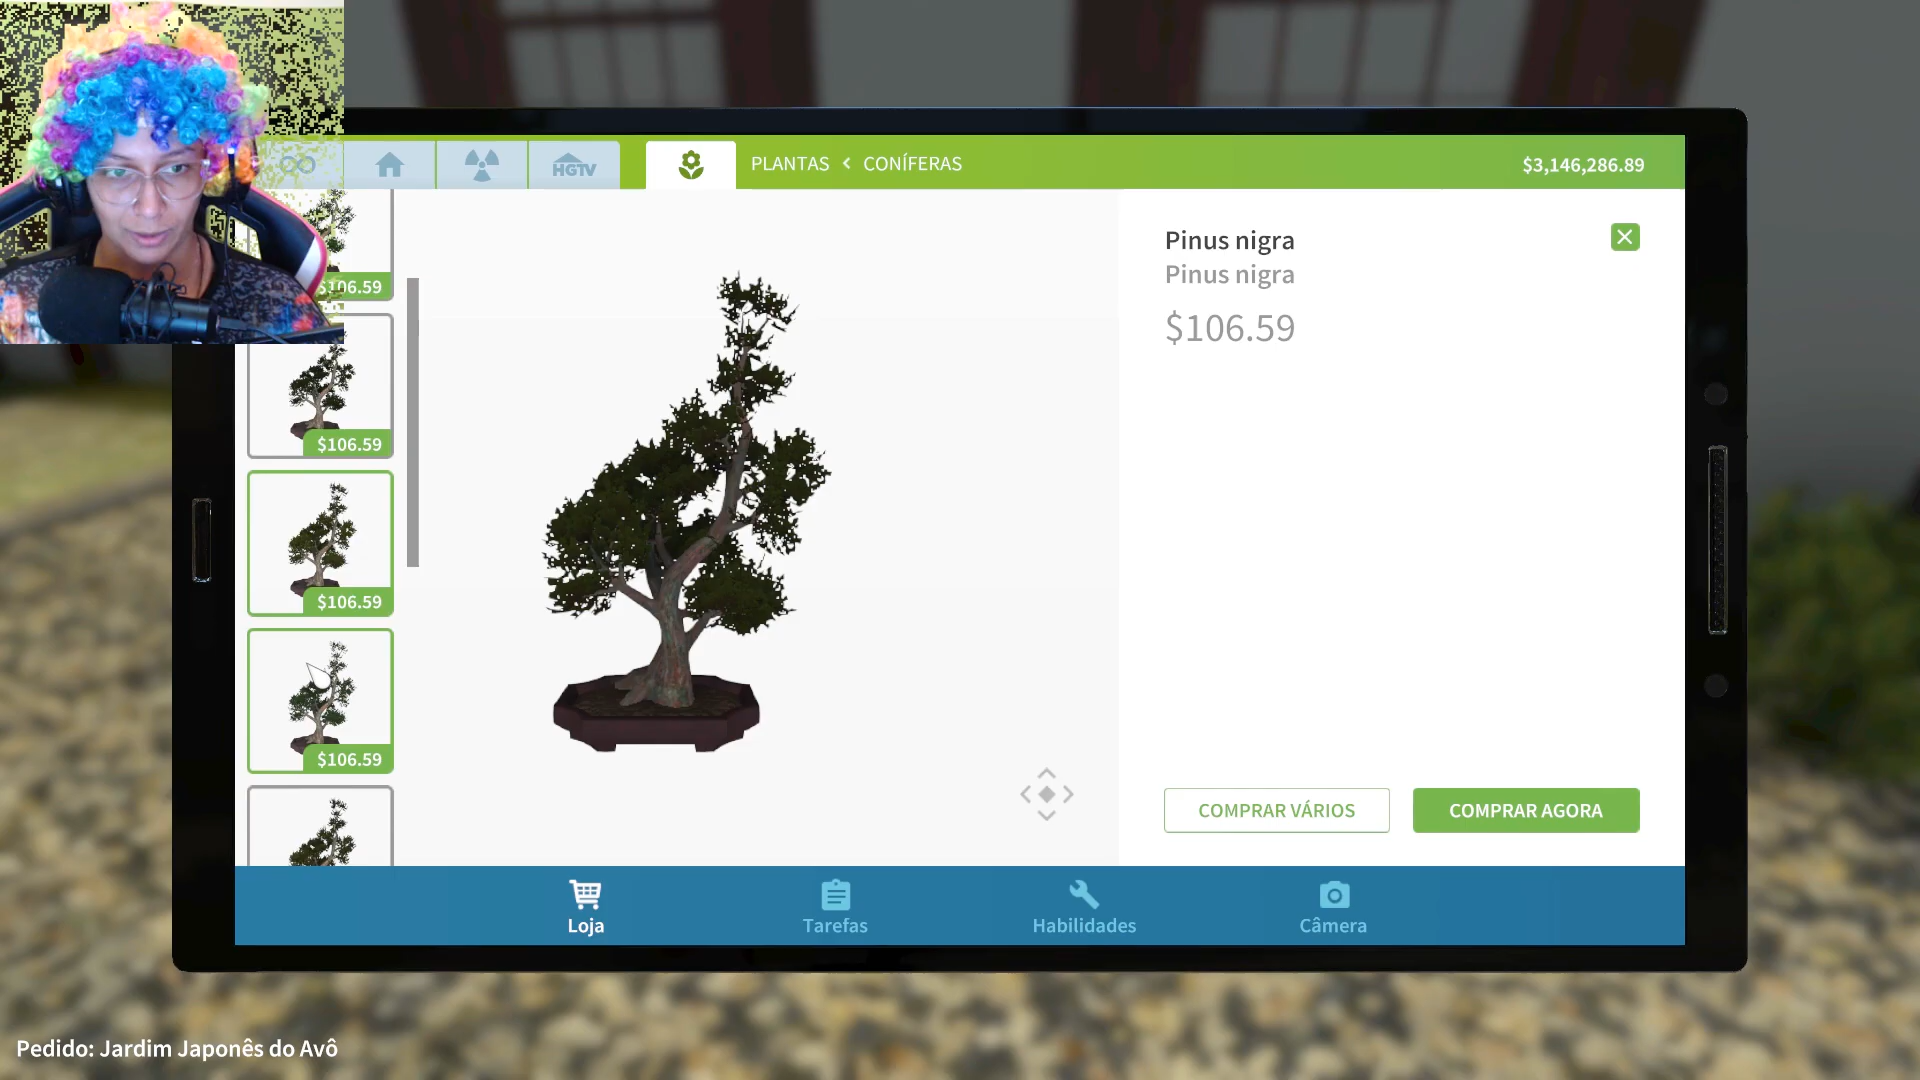 HGTV
PLANTAS < CONÍFERAS
$3,146,286.89
$106.59
$106.59
$106.59
$106.59
Pinus nigra
Pinus nigra
$106.59
COMPRAR VÁRIOS
COMPRAR AGORA
Loja
Tarefas
Habilidades
Câmera
Pedido: Jardim Japonês do Avô